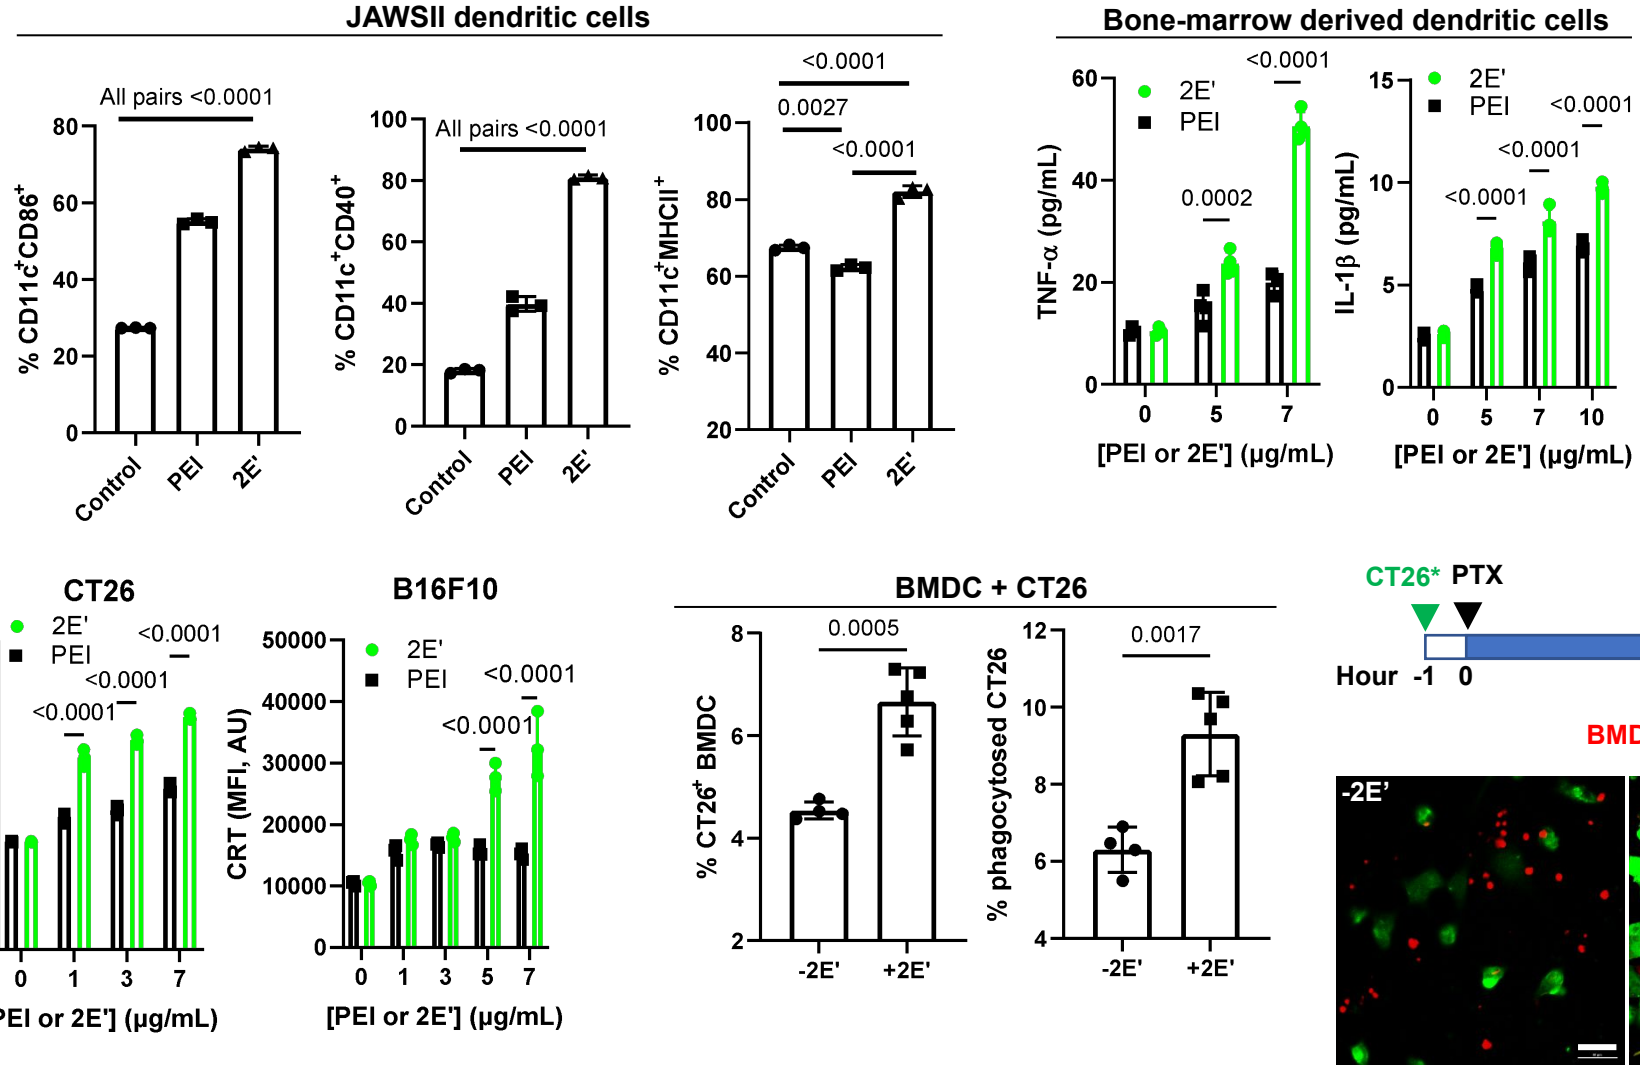 JAWSII dendritic cells
Bone-marrow derived dendritic cells
% CD11c+CD86+
All pairs <0.0001
80
60
40
20
0
Control
PEI
2E'
% CD11c+CD40+
All pairs <0.0001
100
80
60
40
20
0
Control
PEI
2E'
% CD11c+MHCII+
<0.0001
0.0027
<0.0001
100
80
60
40
20
Control
PEI
2E'
TNF-α (pg/mL)
2E'
PEI
<0.0001
0.0002
60
40
20
0
0 5 7
[PEI or 2E'] (µg/mL)
IL-1β (pg/mL)
2E'
PEI
<0.0001
<0.0001
<0.0001
15
10
5
0
0 5 7 10
[PEI or 2E'] (µg/mL)
CT26
2E'
PEI
<0.0001
<0.0001
<0.0001
0 1 3 7
PEI or 2E'] (µg/mL)
B16F10
CRT (MFI, AU)
2E'
PEI
<0.0001
<0.0001
50000
40000
30000
20000
10000
0
0 1 3 5 7
[PEI or 2E'] (µg/mL)
BMDC + CT26
% CT26+ BMDC
0.0005
8
6
4
2
-2E' +2E'
% phagocytosed CT26
0.0017
12
10
8
6
4
-2E' +2E'
CT26* PTX
Hour -1 0
BMD
-2E’